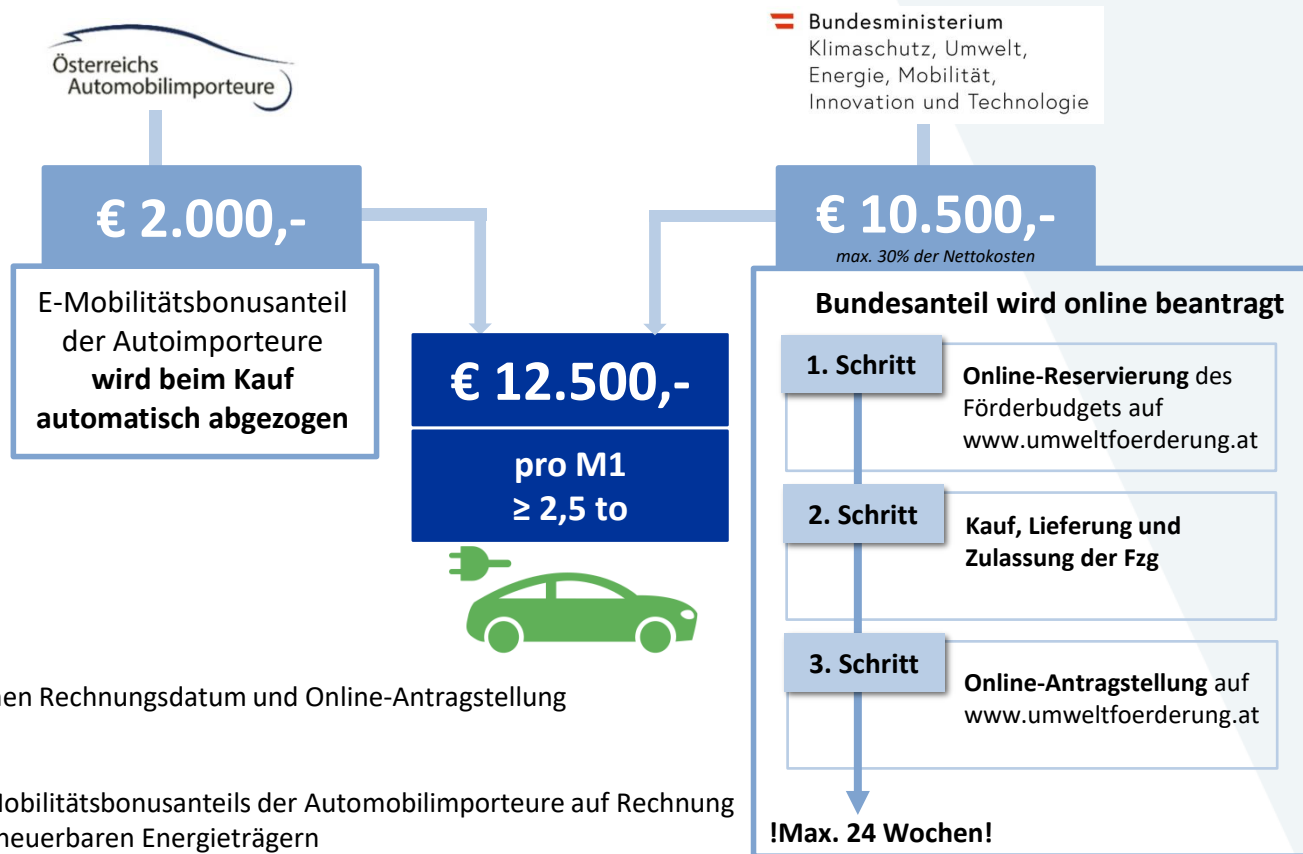 Österreichs
Automobilimporteure
Bundesministerium
Klimaschutz, Umwelt,
Energie, Mobilität,
Innovation und Technologie
€ 2.000,-
E-Mobilitätsbonusanteil
der Autoimporteure
wird beim Kauf
automatisch abgezogen
€ 10.500,-
max. 30% der Nettokosten
€ 12.500,-
pro M1
≥ 2,5 to
Bundesanteil wird online beantragt
1. Schritt
Online-Reservierung des
Förderbudgets auf
www.umweltfoerderung.at
2. Schritt
Kauf, Lieferung und
Zulassung der Fzg
3. Schritt
Online-Antragstellung auf
www.umweltfoerderung.at
!Max. 24 Wochen!
Rechnungsdatum und Online-Antragstellung
Mobilitätsbonusanteils der Automobilimporteure auf Rechnung
Energieträgern